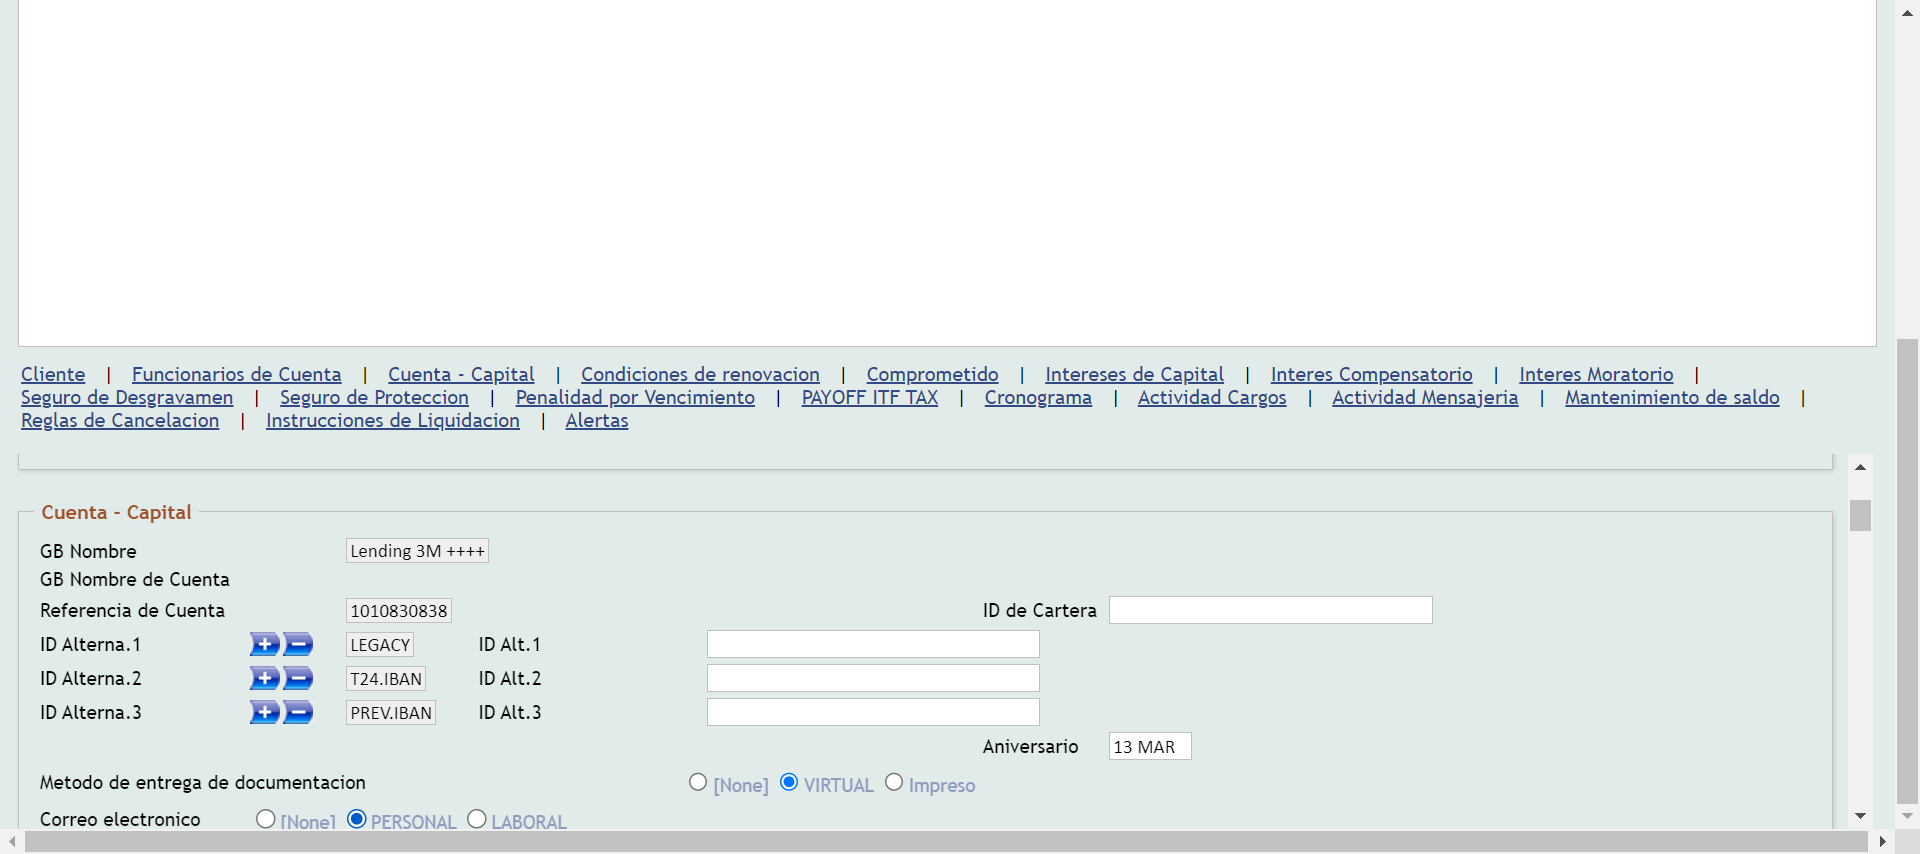 Cliente | Funcionarios de Cuenta | Cuenta - Capital | Condiciones de renovacion | Comprometido | Intereses de Capital | Interes Compensatorio | Interes Moratorio |
Seguro de Desgravamen | Seguro de Proteccion | Penalidad por Vencimiento | PAYOFF ITF TAX | Cronograma | Actividad Cargos | Actividad Mensajeria | Mantenimiento de saldo |
Reglas de Cancelacion | Instrucciones de Liquidacion | Alertas
Cuenta - Capital
GB Nombre Lending 3M ++++
GB Nombre de Cuenta
Referencia de Cuenta 1010830838 ID de Cartera
ID Alterna.1 LEGACY ID Alt.1
ID Alterna.2 T24.IBAN ID Alt.2
ID Alterna.3 PREV.IBAN ID Alt.3
Aniversario 13 MAR
Metodo de entrega de documentacion [None] VIRTUAL Impreso
Correo electronico [None] PERSONAL LABORAL